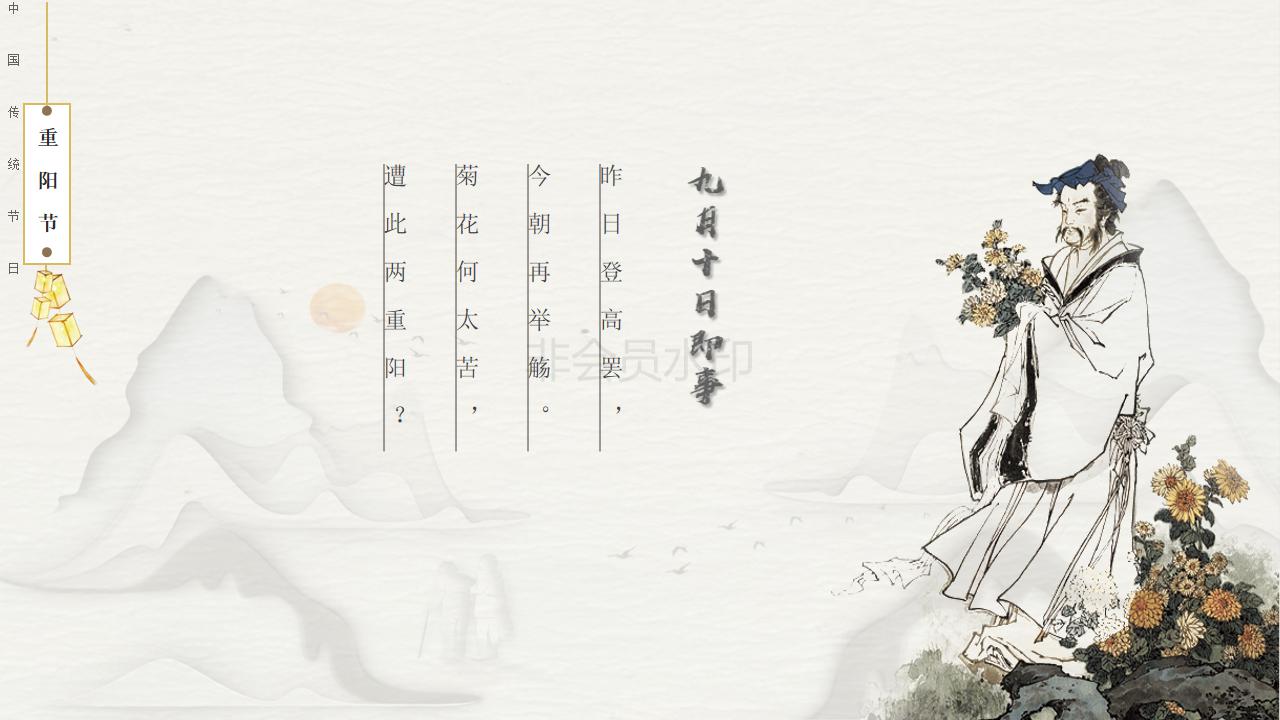 中国传统节日
重阳节
九月十日即事
昨日登高罢，
今朝再举觞。
菊花何太苦，
遭此两重阳？
非会员水印